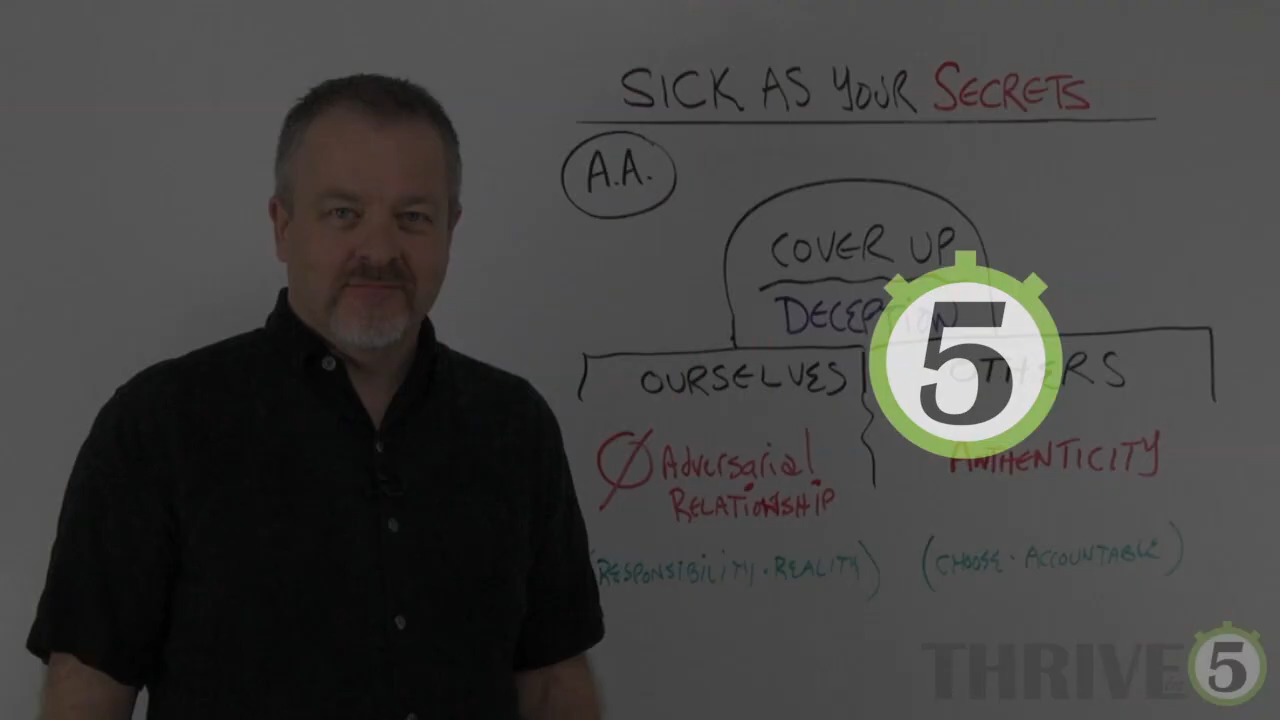 SICK AS YOUR SECRETS
A.A.
COVER UP
DECEPTION
5
OURSELVES
OTHERS
Ø Adversarial
RELATIONSHIP
AUTHENTICITY
(RESPONSIBILITY · REALITY)
(CHOOSE · ACCOUNTABLE)
THRIVE 5